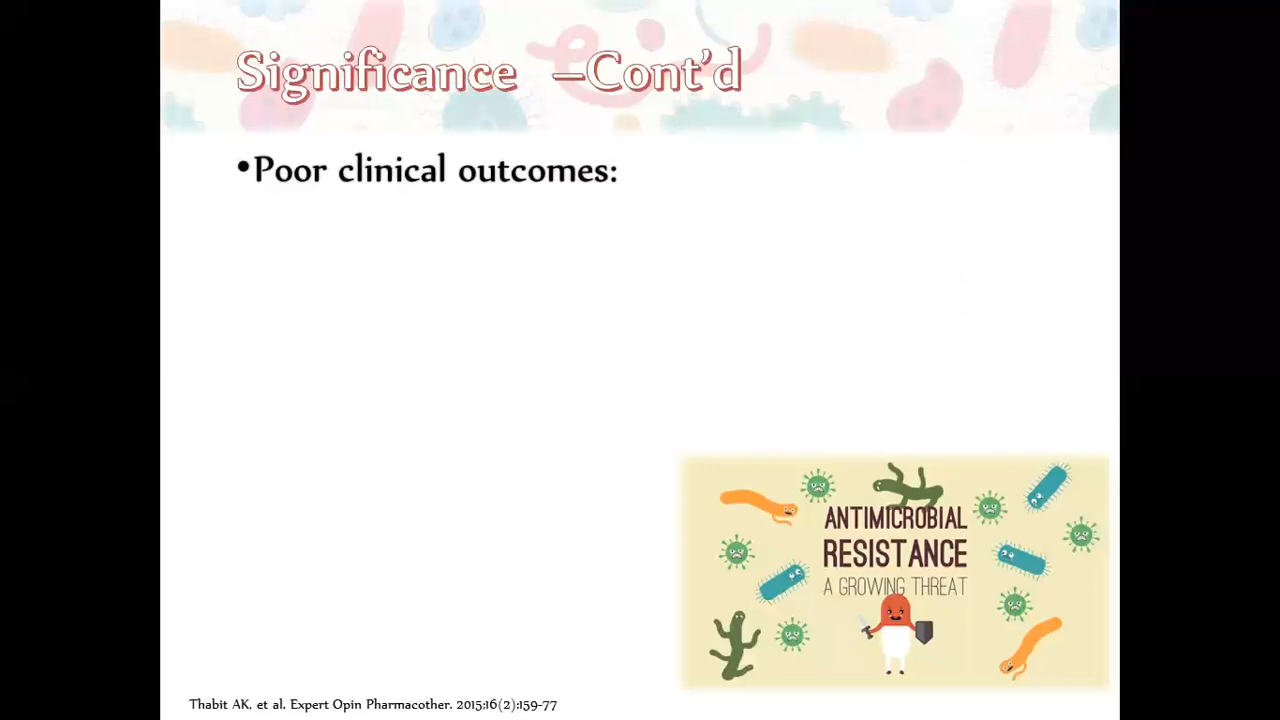 Significance –Cont’d
•Poor clinical outcomes:
ANTIMICROBIAL
RESISTANCE
A GROWING THREAT
Thabit AK, et al. Expert Opin Pharmacother. 2015;16(2):159-77